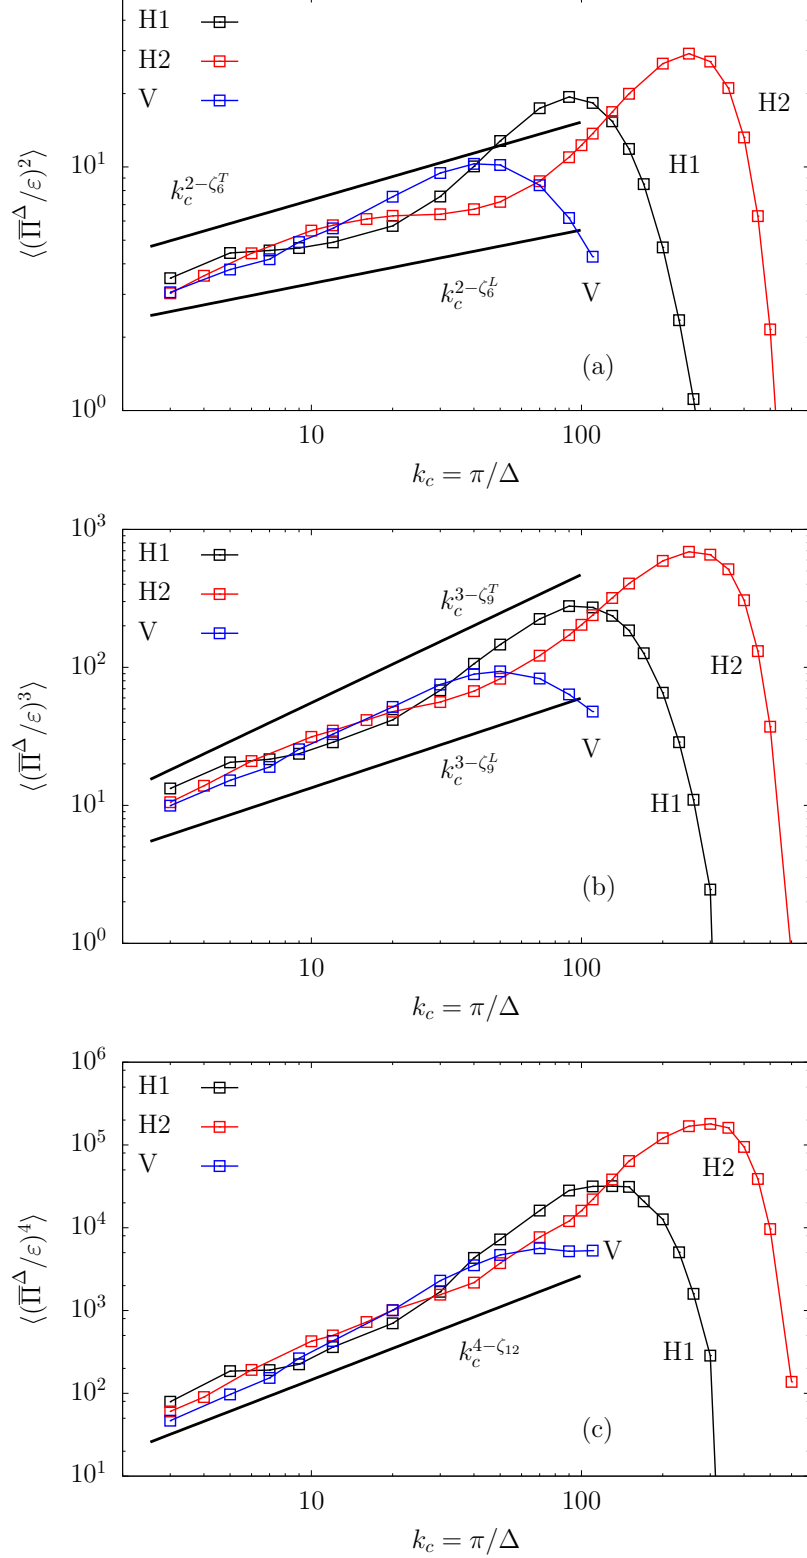 H1
H2
V
10^1
10^0
⟨(Π̅^Δ/ε)^2⟩
k_c^{2−ζ_6^T}
k_c^{2−ζ_6^L}
H2
H1
V
(a)
10
100
k_c = π/Δ
10^3
10^2
10^1
10^0
⟨(Π̅^Δ/ε)^3⟩
H1
H2
V
k_c^{3−ζ_9^T}
k_c^{3−ζ_9^L}
H2
V
H1
(b)
10
100
k_c = π/Δ
10^6
10^5
10^4
10^3
10^2
10^1
⟨(Π̅^Δ/ε)^4⟩
H1
H2
V
H2
V
k_c^{4−ζ_{12}}
H1
(c)
10
100
k_c = π/Δ